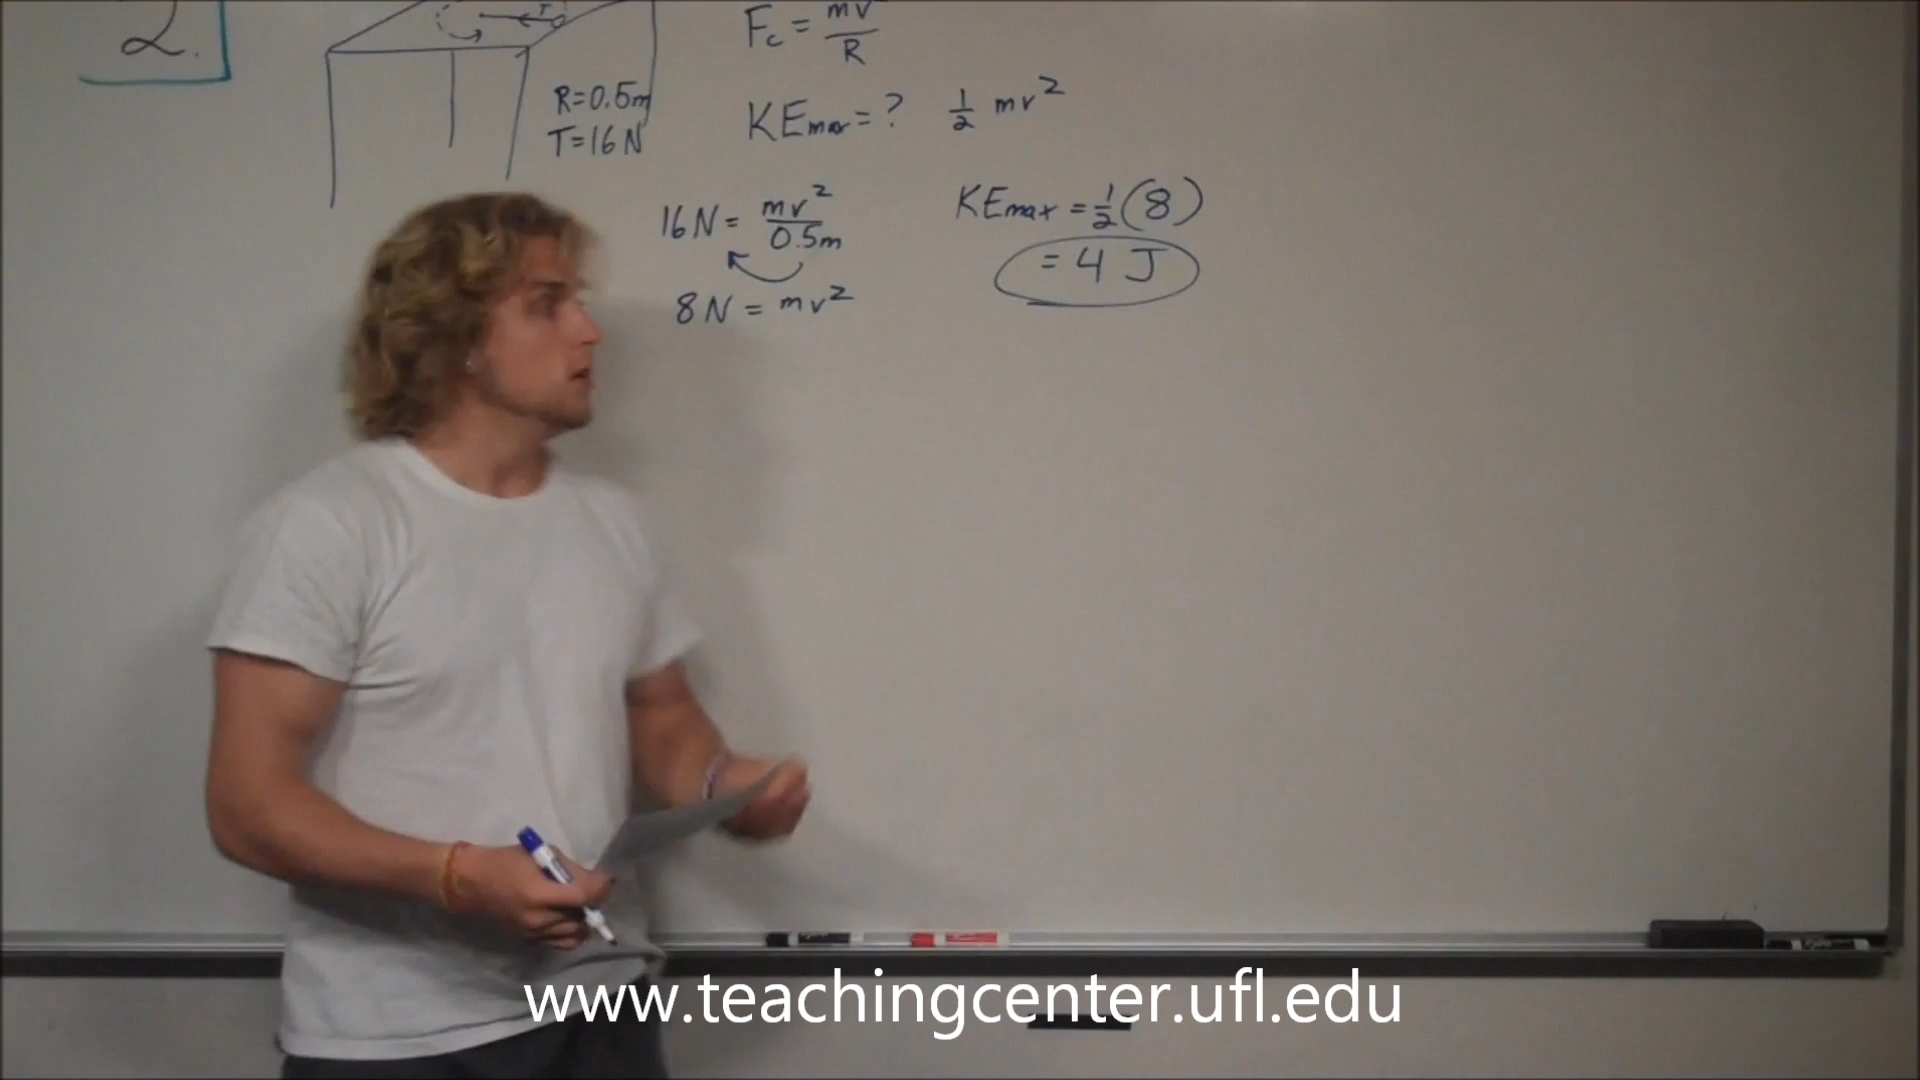 2.
T
R=0.5m
T=16N
Fc = mv / R
KEmax = ? 1/2 mv²
16N = mv² / 0.5m
8N = mv²
KEmax = 1/2 (8)
= 4 J
www.teachingcenter.ufl.edu